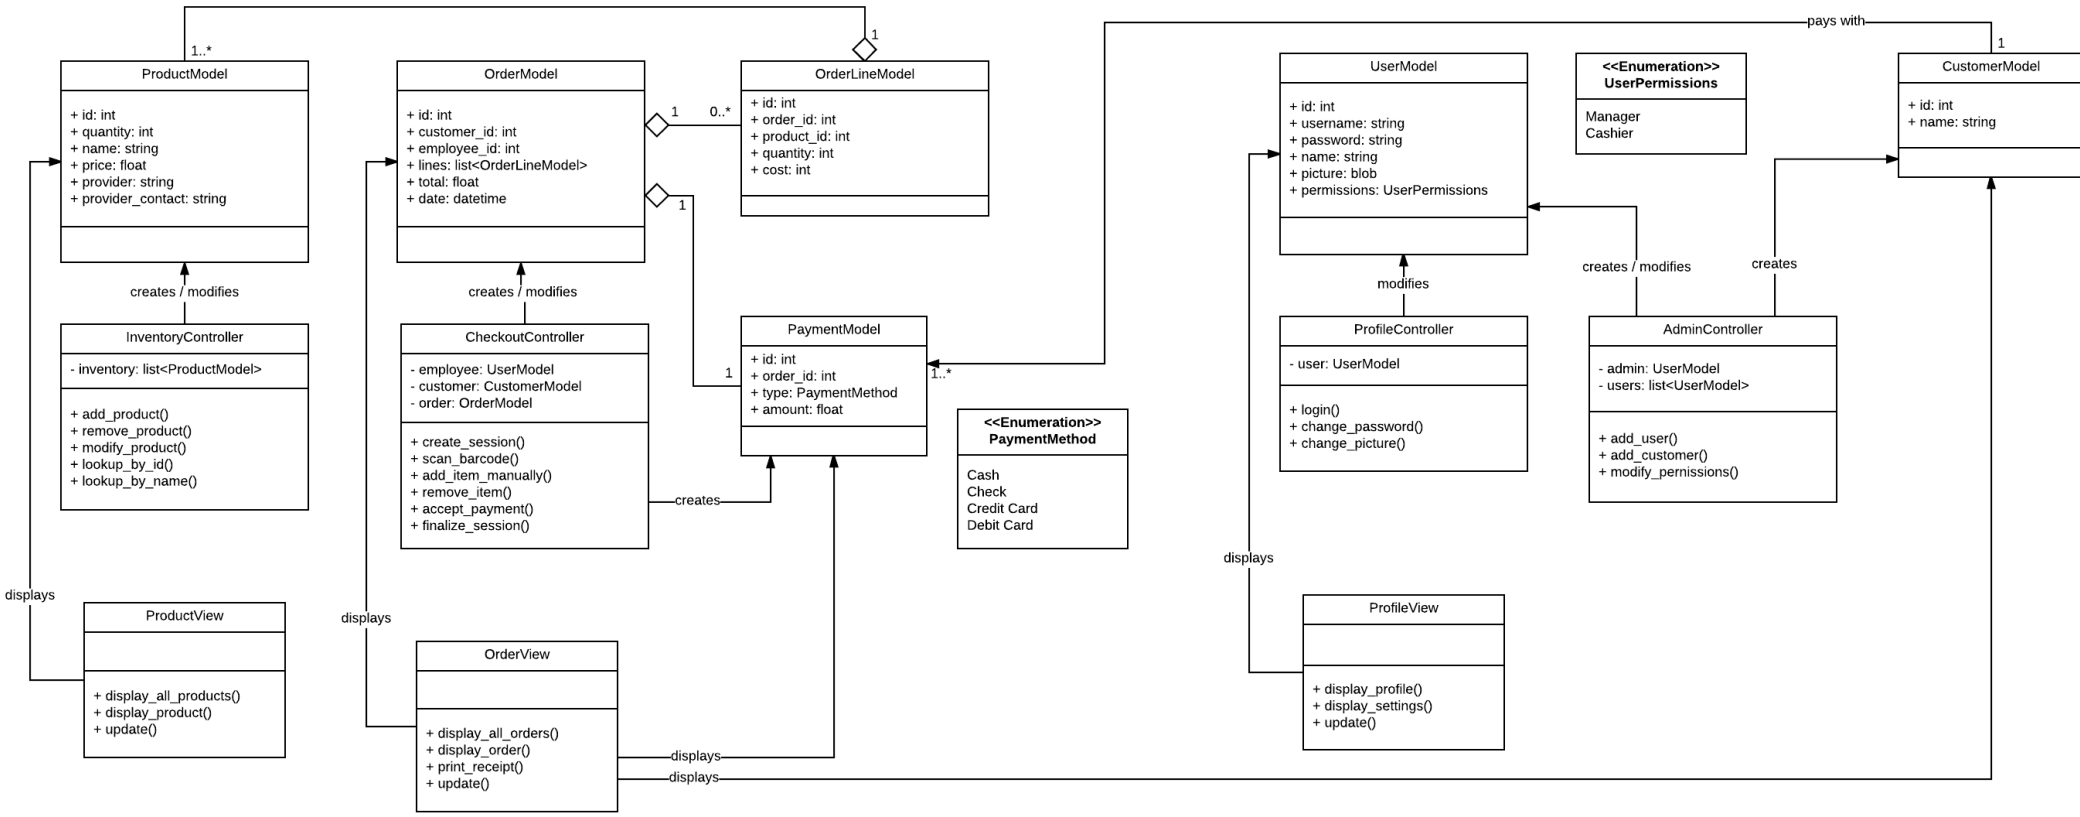 pays with
1
1
1..*
ProductModel
+ id: int
+ quantity: int
+ name: string
+ price: float
+ provider: string
+ provider_contact: string
OrderModel
+ id: int
+ customer_id: int
+ employee_id: int
+ lines: list<OrderLineModel>
+ total: float
+ date: datetime
1
0..*
1
1
OrderLineModel
+ id: int
+ order_id: int
+ product_id: int
+ quantity: int
+ cost: int
UserModel
+ id: int
+ username: string
+ password: string
+ name: string
+ picture: blob
+ permissions: UserPermissions
<<Enumeration>>
UserPermissions
Manager
Cashier
CustomerModel
+ id: int
+ name: string
creates / modifies
creates / modifies
modifies
creates / modifies
creates
InventoryController
- inventory: list<ProductModel>
+ add_product()
+ remove_product()
+ modify_product()
+ lookup_by_id()
+ lookup_by_name()
CheckoutController
- employee: UserModel
- customer: CustomerModel
- order: OrderModel
+ create_session()
+ scan_barcode()
+ add_item_manually()
+ remove_item()
+ accept_payment()
+ finalize_session()
creates
PaymentModel
+ id: int
+ order_id: int
+ type: PaymentMethod
+ amount: float
1..*
<<Enumeration>>
PaymentMethod
Cash
Check
Credit Card
Debit Card
ProfileController
- user: UserModel
+ login()
+ change_password()
+ change_picture()
AdminController
- admin: UserModel
- users: list<UserModel>
+ add_user()
+ add_customer()
+ modify_pernissions()
displays
ProductView
+ display_all_products()
+ display_product()
+ update()
displays
OrderView
+ display_all_orders()
+ display_order()
+ print_receipt()
+ update()
displays
displays
displays
ProfileView
+ display_profile()
+ display_settings()
+ update()